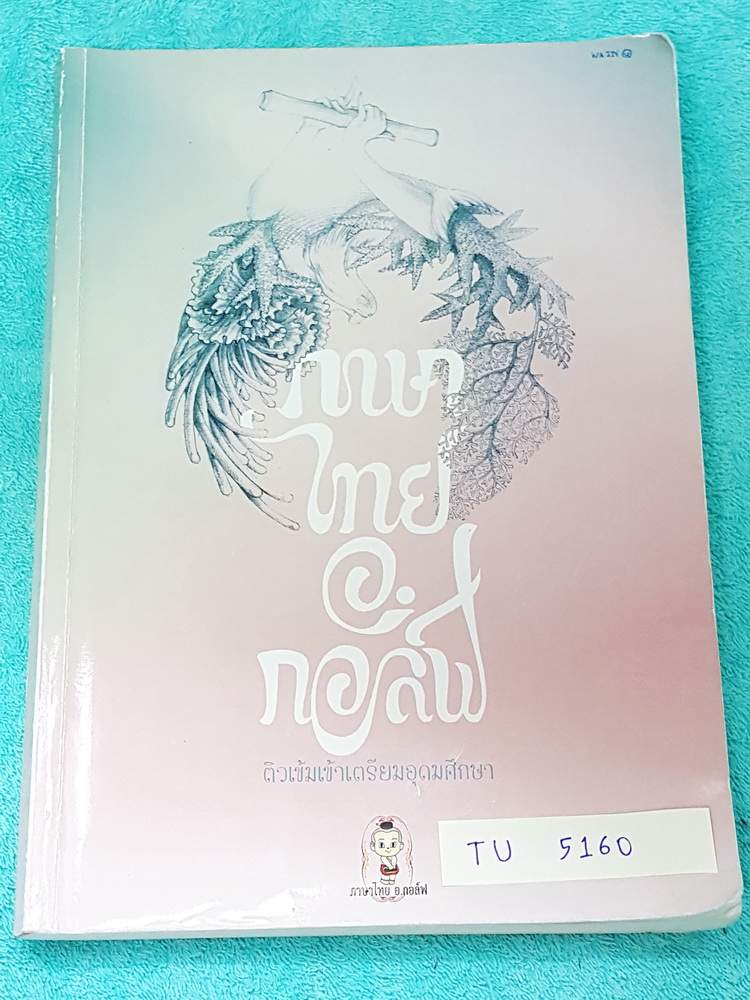 ภาษา
ไทย
อ.
กอล์ฟ
ติวเข้มเข้าเตรียมอุดมศึกษา
ภาษาไทย อ.กอล์ฟ
TU 5160